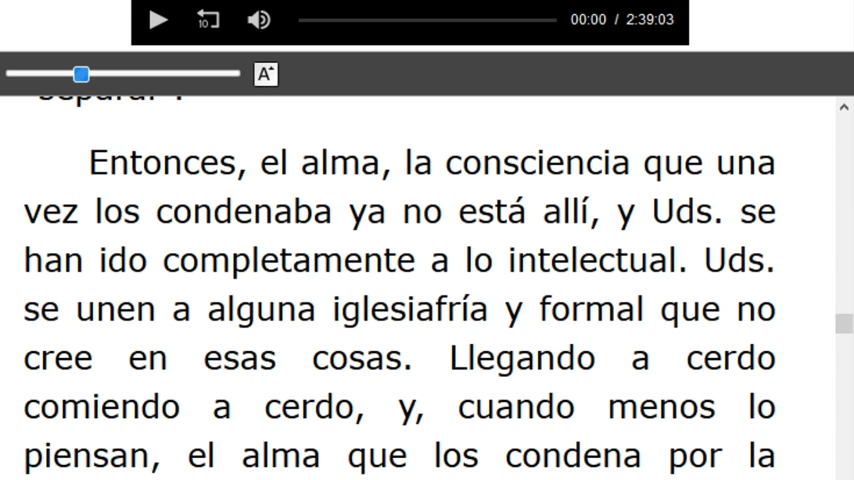 10
00:00 / 2:39:03
A
separar".
Entonces, el alma, la consciencia que una
vez los condenaba ya no está allí, y Uds. se
han ido completamente a lo intelectual. Uds.
se unen a alguna iglesiafría y formal que no
cree en esas cosas. Llegando a cerdo
comiendo a cerdo, y, cuando menos lo
piensan, el alma que los condena por la